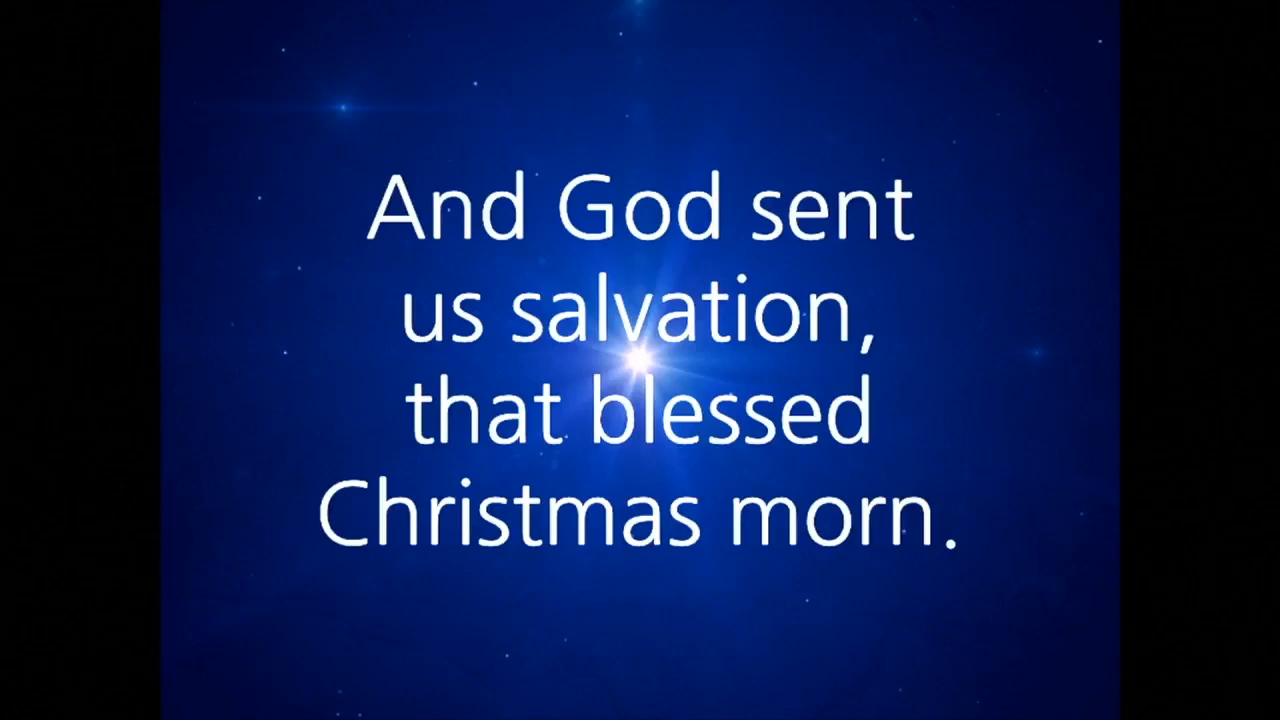 And God sent
us salvation,
that blessed
Christmas morn.